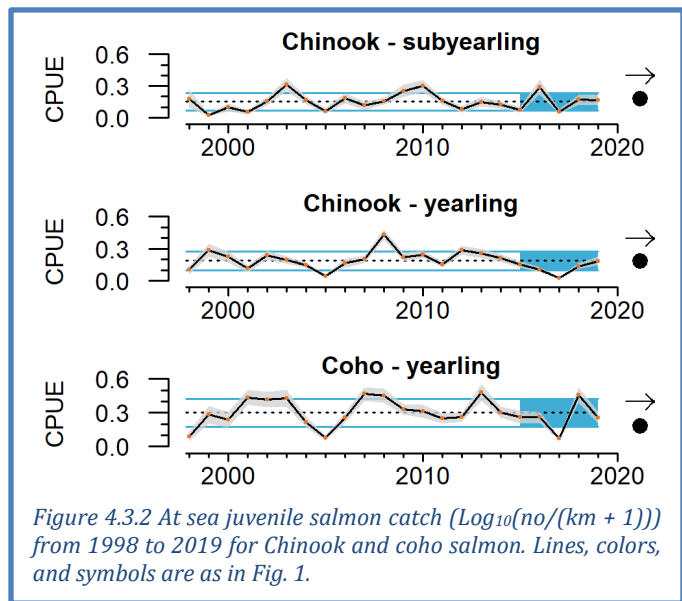 Chinook - subyearling
CPUE
0.6
0.3
0.0
2000 2010 2020
Chinook - yearling
CPUE
0.6
0.3
0.0
2000 2010 2020
Coho - yearling
CPUE
0.6
0.3
0.0
2000 2010 2020
Figure 4.3.2 At sea juvenile salmon catch (Log₁₀(no/(km + 1)))
from 1998 to 2019 for Chinook and coho salmon. Lines, colors,
and symbols are as in Fig. 1.